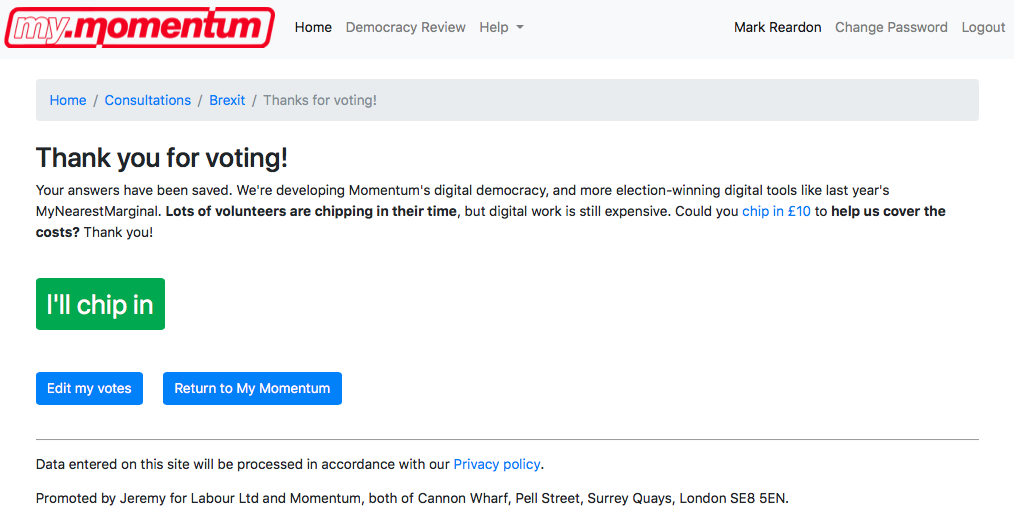 my.momentum Home Democracy Review Help Mark Reardon Change Password Logout
Home / Consultations / Brexit / Thanks for voting!
Thank you for voting!
Your answers have been saved. We're developing Momentum's digital democracy, and more election-winning digital tools like last year's
MyNearestMarginal. Lots of volunteers are chipping in their time, but digital work is still expensive. Could you chip in £10 to help us cover the
costs? Thank you!
I'll chip in
Edit my votes Return to My Momentum
Data entered on this site will be processed in accordance with our Privacy policy.
Promoted by Jeremy for Labour Ltd and Momentum, both of Cannon Wharf, Pell Street, Surrey Quays, London SE8 5EN.